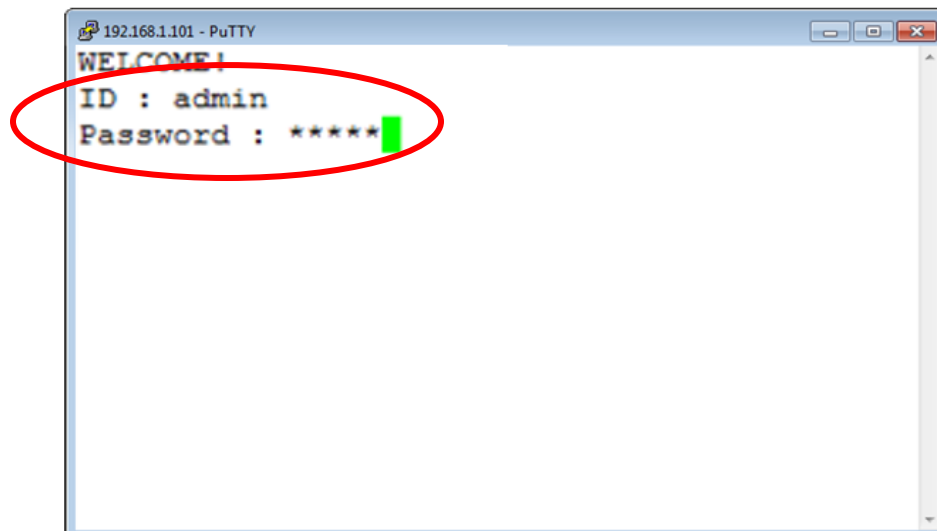 192.168.1.101 - PuTTY
WELCOME!
ID : admin
Password : *****